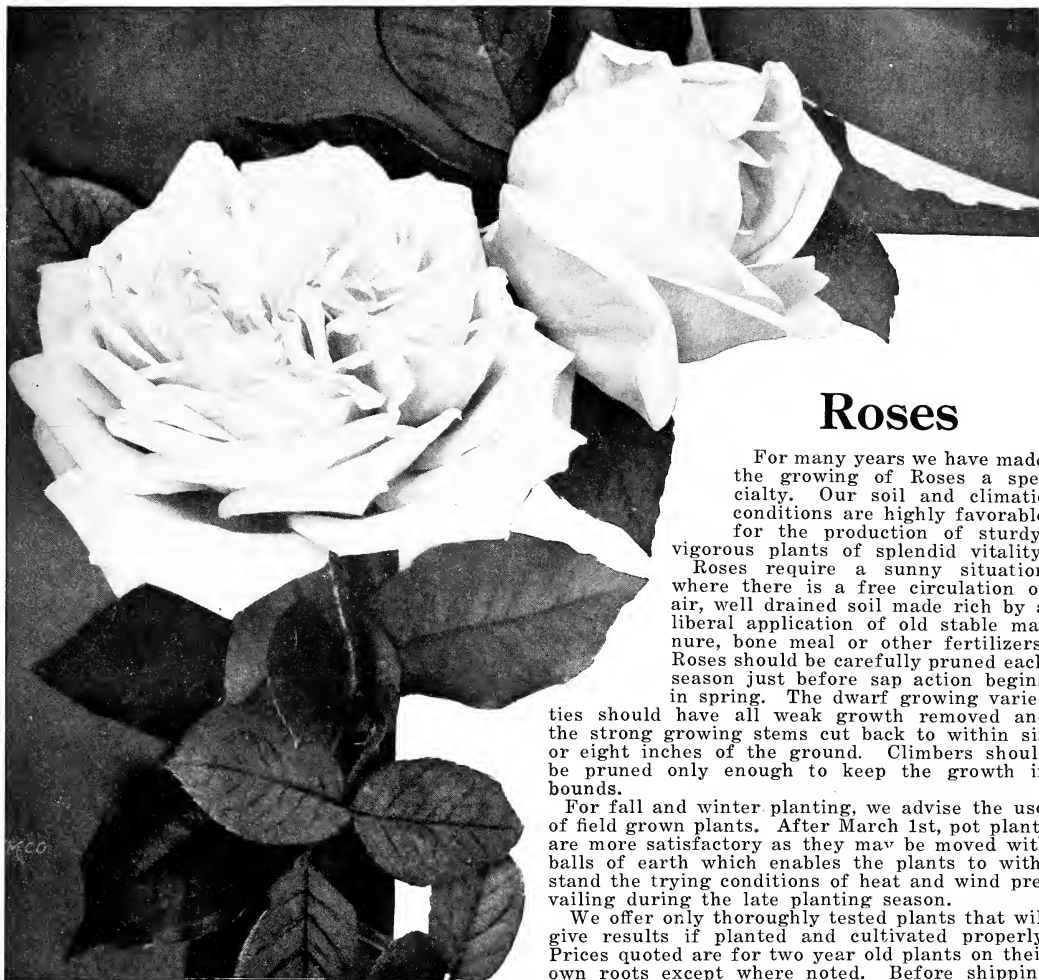 Roses
For many years we have made
the growing of Roses a spe
cialty. Our soil and climatic
conditions are highly favorable
for the production of sturdy
vigorous plants of splendid vitality
Roses require a sunny situation
where there is a free circulation o
air, well drained soil made rich by a
liberal application of old stable ma
nure, bone meal or other fertilizers
Roses should be carefully pruned each
season just before sap action begin
in spring. The dwarf growing varie
ties should have all weak growth removed an
the strong growing stems cut back to within si
or eight inches of the ground. Climbers shoul
be pruned only enough to keep the growth i
bounds.
For fall and winter planting, we advise the use
of field grown plants. After March 1st, pot plant
are more satisfactory as they may be moved with
balls of earth which enables the plants to with
stand the trying conditions of heat and wind pre
vailing during the late planting season.
We offer only thoroughly tested plants that wil
give results if planted and cultivated properly
Prices quoted are for two year old plants on thei
own roots except where noted. Before shippin
MCO